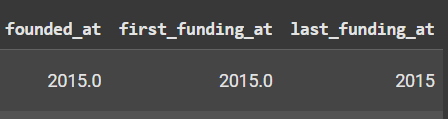 founded_at first_funding_at last_funding_at
2015.0 2015.0 2015